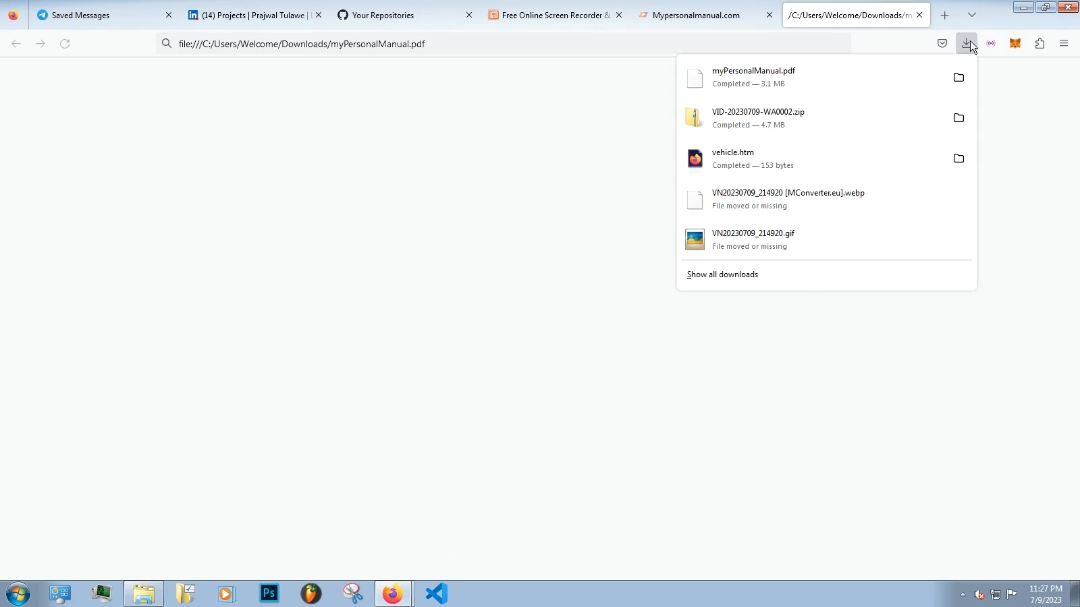 Saved Messages
(14) Projects | Prajwal Tulawe |
Your Repositories
Free Online Screen Recorder &
Mypersonalmanual.com
/C:/Users/Welcome/Downloads/m
file:///C:/Users/Welcome/Downloads/myPersonalManual.pdf
myPersonalManual.pdf
Completed — 3.1 MB
VID-20230709-WA0002.zip
Completed — 4.7 MB
vehicle.htm
Completed — 153 bytes
VN20230709_214920 [MConverter.eu].webp
File moved or missing
VN20230709_214920.gif
File moved or missing
Show all downloads
Ps
11:27 PM
7/9/2023